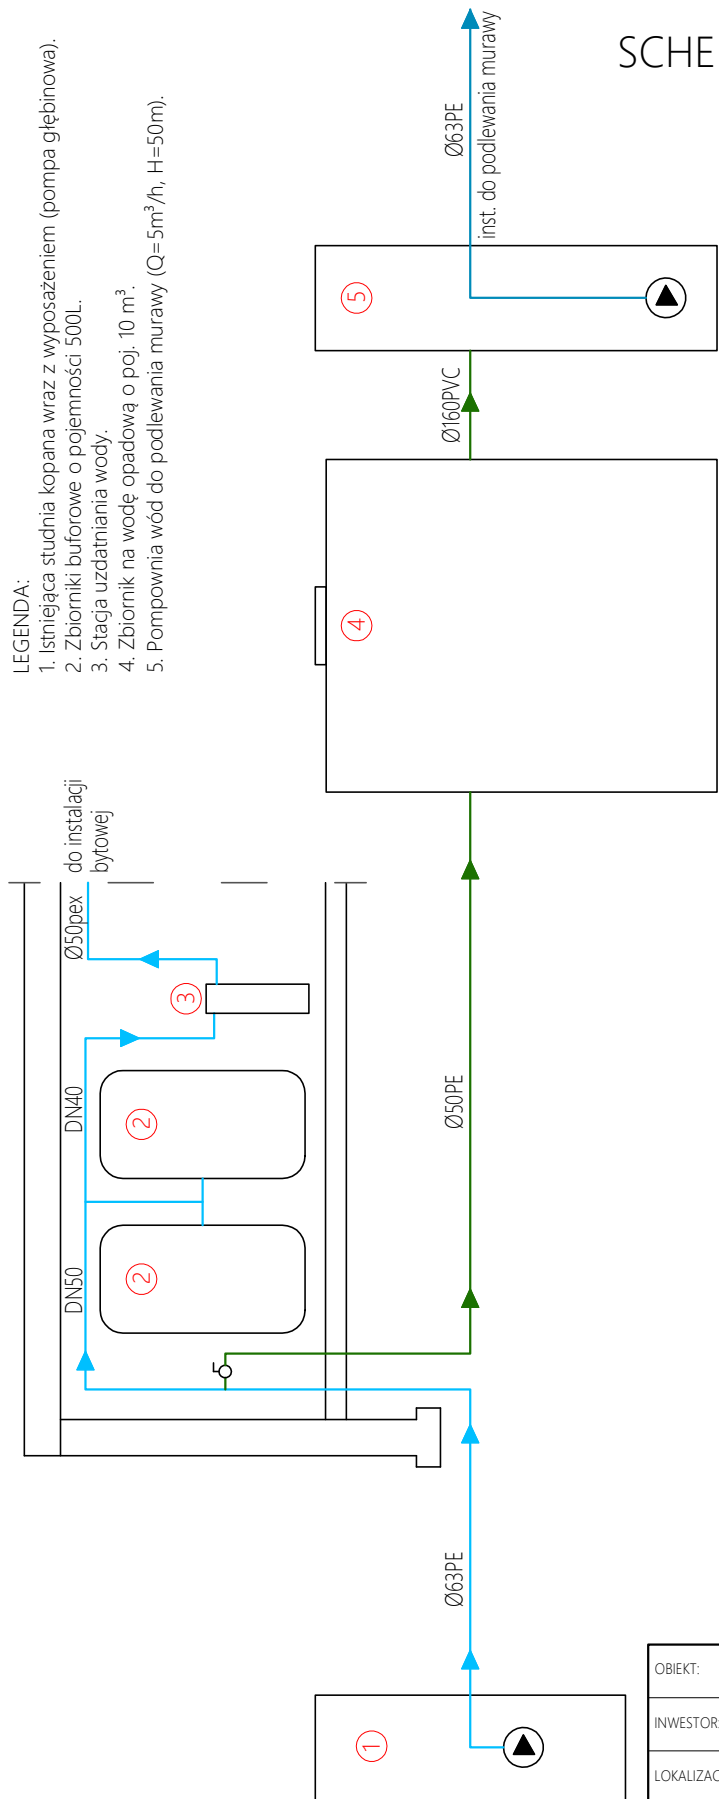 SCHE
LEGENDA:
1. Istniejąca studnia kopana wraz z wyposażeniem (pompa głębinowa).
2. Zbiorniki buforowe o pojemności 500L.
3. Stacja uzdatniania wody.
4. Zbiornik na wodę opadową o poj. 10 m³.
5. Pompownia wód do podlewania murawy (Q=5m³/h, H=50m).
Ø63PE
inst. do podlewania murawy
5
Ø160PVC
4
do instalacji
bytowej
Ø50pex
3
DN40
2
DN50
2
Ø50PE
Ø63PE
1
OBIEKT:
INWESTOR:
LOKALIZAC